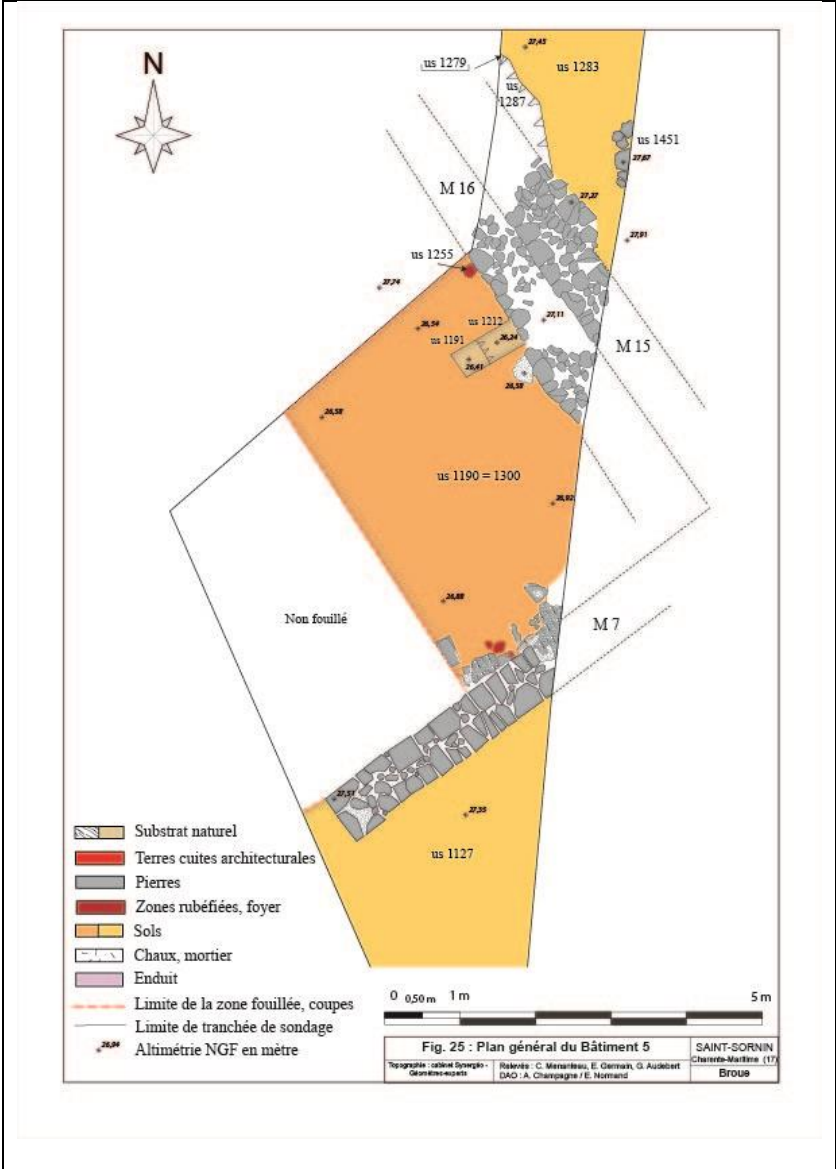 N
27,45
us 1279
us 1283
us
1287
us 1451
27,67
M 16
27,27
27,91
us 1255
27,74
26,54
us 1212
27,11
us 1191
26,24
M 15
26,41
26,58
26,58
us 1190 = 1300
26,92
26,88
Non fouillé
M 7
27,51
27,35
us 1127
Substrat naturel
Terres cuites architecturales
Pierres
Zones rubéfiées, foyer
Sols
Chaux, mortier
Enduit
Limite de la zone fouillée, coupes
Limite de tranchée de sondage
26,94 Altimétrie NGF en mètre
0 0,50 m 1 m 5 m
Fig. 25 : Plan général du Bâtiment 5
SAINT-SORNIN
Charente-Maritime (17)
Topographie : cabinet Synergéo -
Géomètres-experts
Relevés : C. Menanteau, E. Germain, G. Audebert
DAO : A. Champagne / E. Normand
Broue